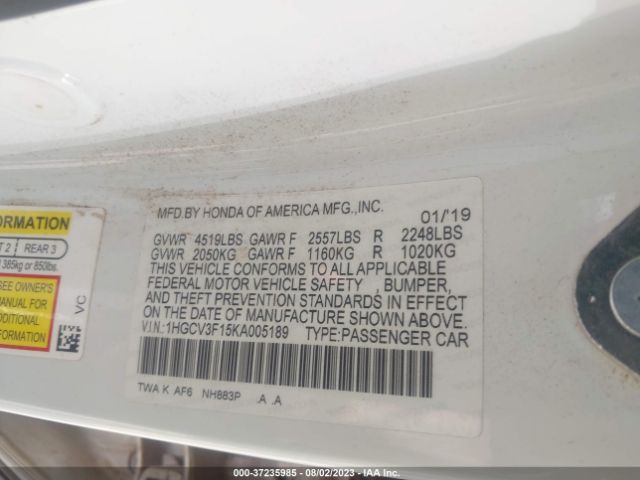 MFD.BY HONDA OF AMERICA MFG.,INC. 01/'19
GVWR 4519LBS GAWR F 2557LBS R 2248LBS
GVWR 2050KG GAWR F 1160KG R 1020KG
THIS VEHICLE CONFORMS TO ALL APPLICABLE
FEDERAL MOTOR VEHICLE SAFETY , BUMPER,
AND THEFT PREVENTION STANDARDS IN EFFECT
ON THE DATE OF MANUFACTURE SHOWN ABOVE.
V.I.N.:1HGCV3F15KA005189 TYPE:PASSENGER CAR
TWA K AF6 NH883P .A .A
ORMATION
T 2 REAR 3
385kg or 850lbs.
SEE OWNER'S
MANUAL FOR
ADDITIONAL
FORMATION
VC
000-37235985 - 08/02/2023 - IAA Inc.